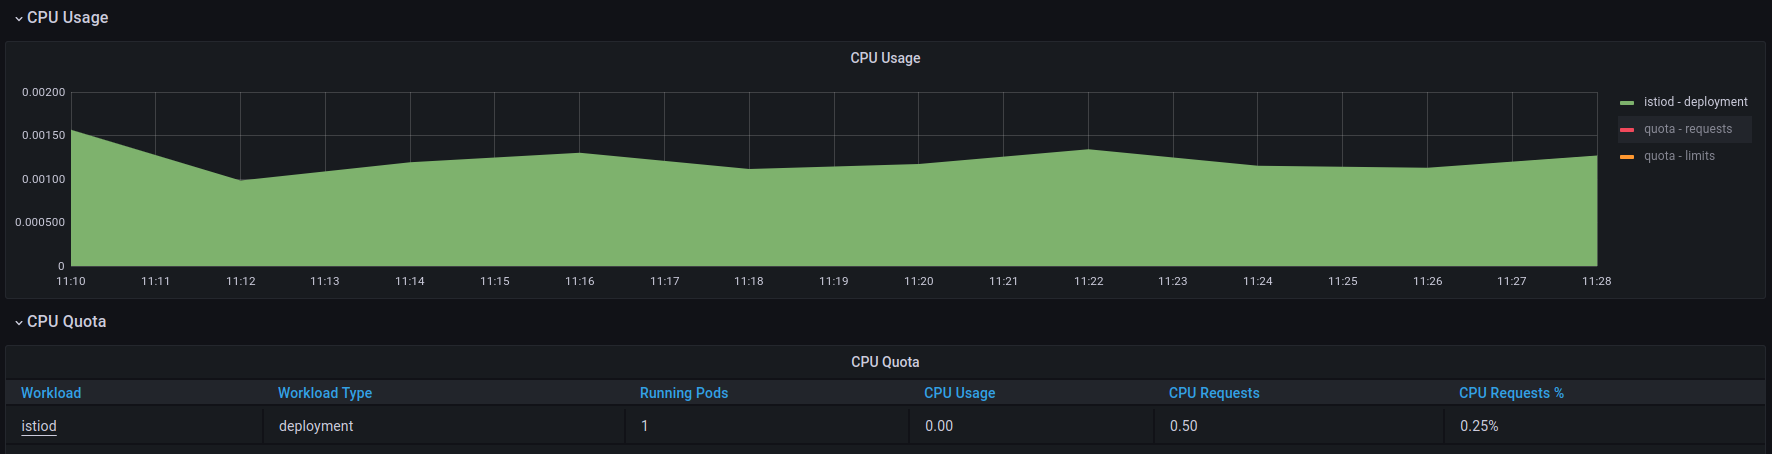 CPU Usage
CPU Usage
0.00200
0.00150
0.00100
0.000500
0
11:10 11:11 11:12 11:13 11:14 11:15 11:16 11:17 11:18 11:19 11:20 11:21 11:22 11:23 11:24 11:25 11:26 11:27 11:28
istiod - deployment
quota - requests
quota - limits
CPU Quota
CPU Quota
Workload Workload Type Running Pods CPU Usage CPU Requests CPU Requests %
istiod deployment 1 0.00 0.50 0.25%